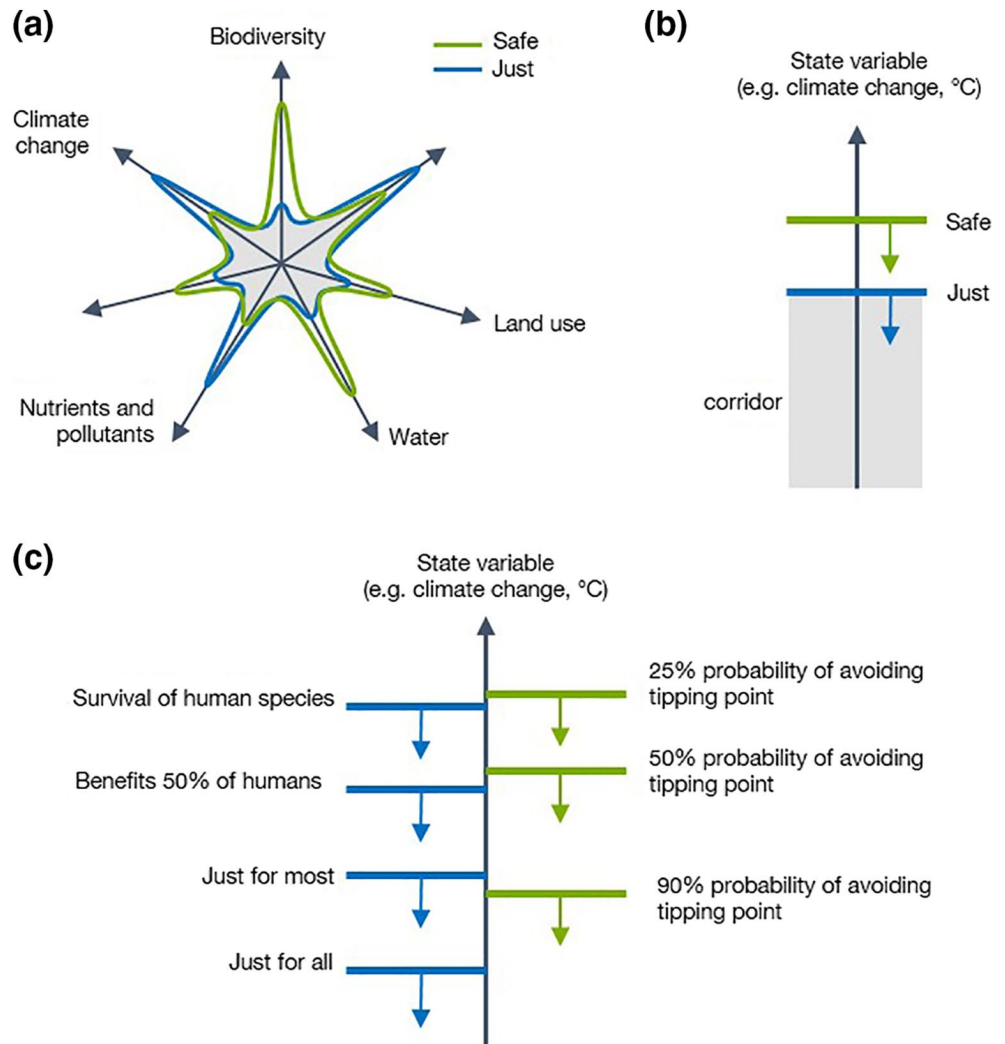 (a)
Biodiversity
Safe
Just
Climate
change
Land use
Nutrients and
pollutants
Water
(b)
State variable
(e.g. climate change, °C)
Safe
Just
corridor
(c)
State variable
(e.g. climate change, °C)
Survival of human species
25% probability of avoiding
tipping point
Benefits 50% of humans
50% probability of avoiding
tipping point
Just for most
90% probability of avoiding
tipping point
Just for all